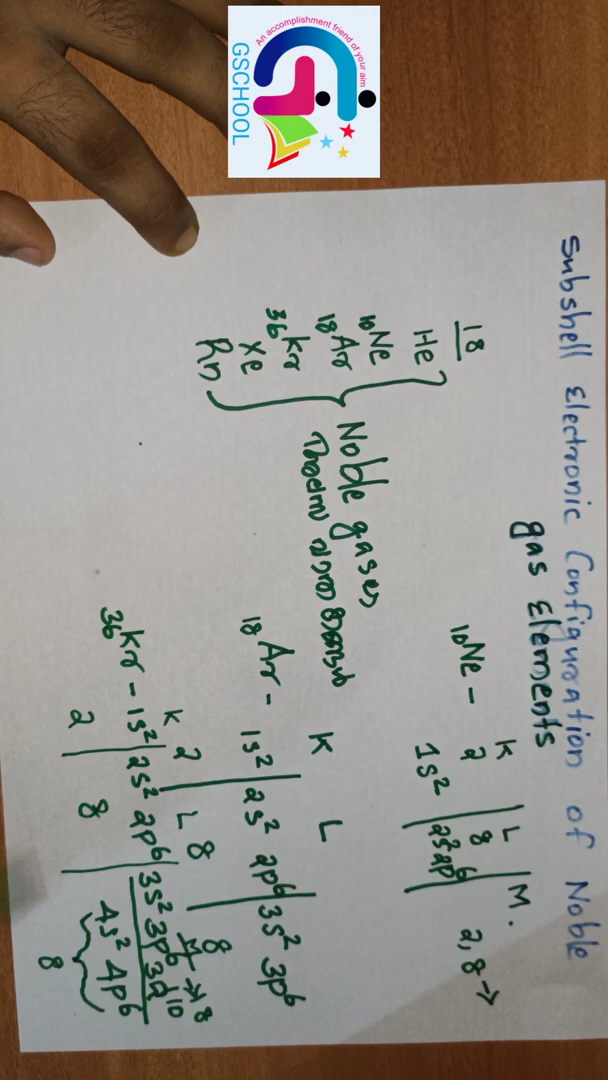 An accomplishment friend of your aim
GSCHOOL
Subshell Electronic Configuration of Noble
gas Elements
18
He
10Ne
18Ar
36Kr
Xe
Rn
Noble gases
10Ne - K | L | M.
2 | 8
1s² | 2s² 2p⁶
2, 8 →
18Ar - K L
1s² | 2s² 2p⁶ | 3s² 3p⁶
2 8 8
K L M → 18
36Kr - 1s² | 2s² 2p⁶ | 3s² 3p⁶ 3d¹⁰
2 | 8 | 4s² 4p⁶
8